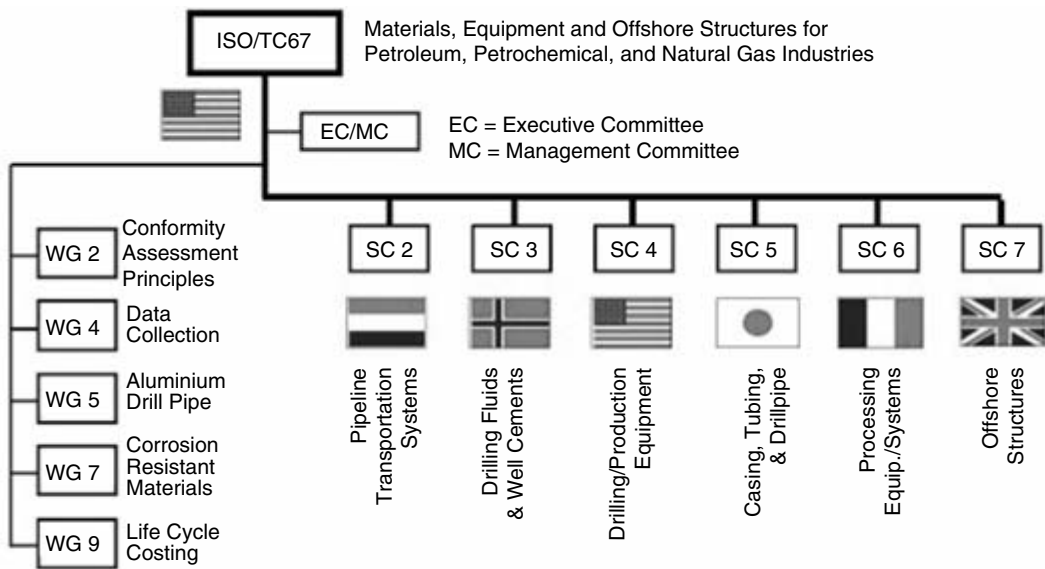 ISO/TC67
Materials, Equipment and Offshore Structures for
Petroleum, Petrochemical, and Natural Gas Industries
EC/MC
EC = Executive Committee
MC = Management Committee
WG 2
Conformity
Assessment
Principles
WG 4
Data
Collection
WG 5
Aluminium
Drill Pipe
WG 7
Corrosion
Resistant
Materials
WG 9
Life Cycle
Costing
SC 2
SC 3
SC 4
SC 5
SC 6
SC 7
Pipeline
Transportation
Systems
Drilling Fluids
& Well Cements
Drilling/Production
Equipment
Casing, Tubing,
& Drillpipe
Processing
Equip./Systems
Offshore
Structures